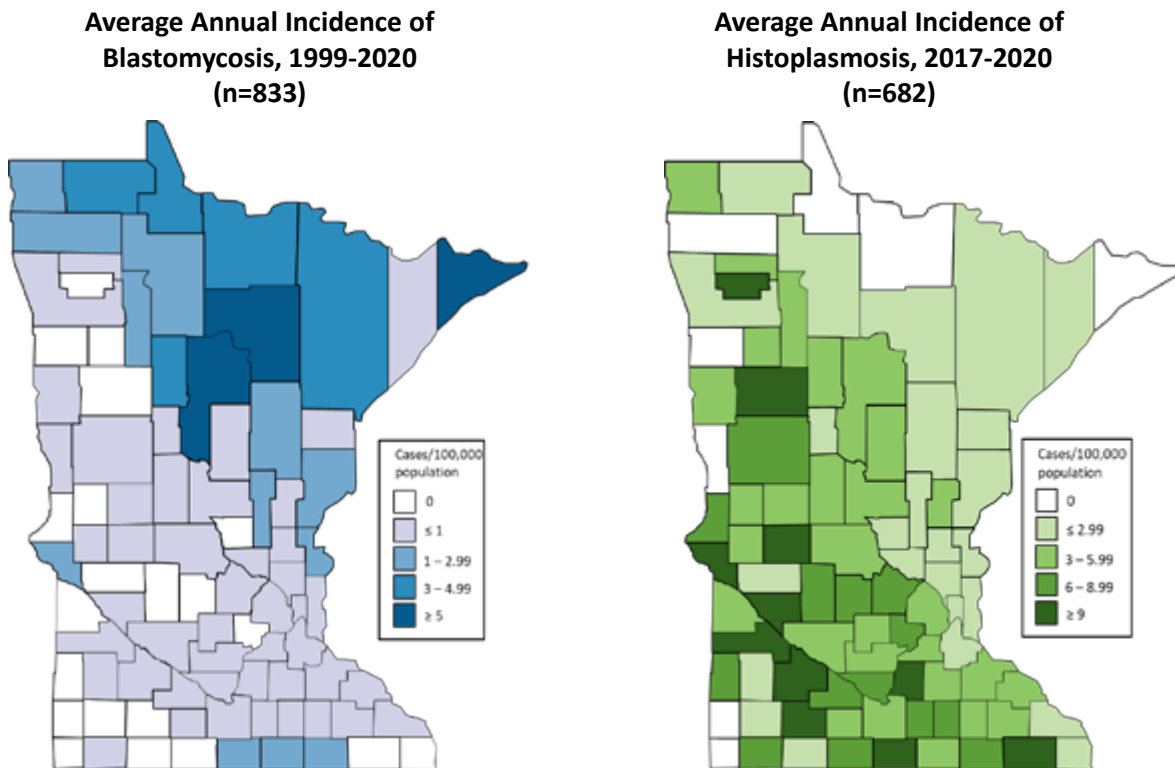 Average Annual Incidence of
Blastomycosis, 1999-2020
(n=833)
Cases/100,000
population
0
≤ 1
1 – 2.99
3 – 4.99
≥ 5
Average Annual Incidence of
Histoplasmosis, 2017-2020
(n=682)
Cases/100,000
population
0
≤ 2.99
3 – 5.99
6 – 8.99
≥ 9